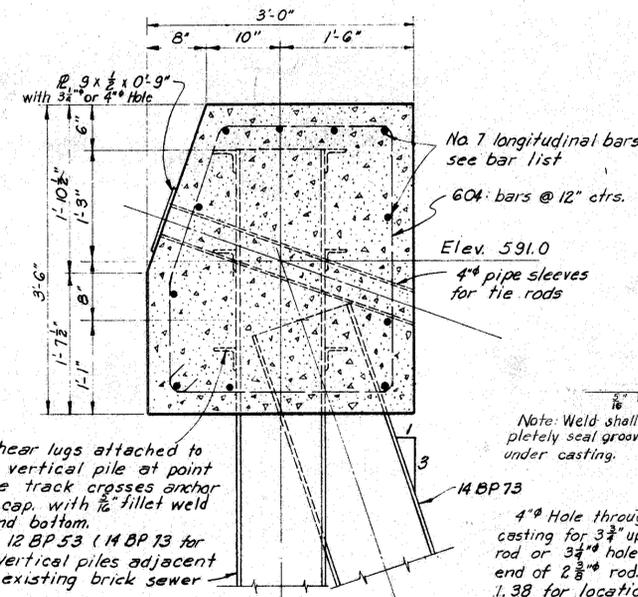 3'-0"
8" 10" 1'-6"
9 x ½ x 0'-9"
with 3¼"φ or 4"φ Hole
6"
1'-10½"
1'-3"
3'-6"
8"
1'-7½"
1'-1"
No. 7 longitudinal bars
see bar list
604 bars @ 12" ctrs.
Elev. 591.0
4"φ pipe sleeves
for tie rods
1
3
14 BP 73
hear lugs attached to
vertical pile at point
e track crosses anchor
cap. with 5/16" fillet weld
nd bottom.
12 BP 53 (14 BP 73 for
vertical piles adjacent
existing brick sewer
5/16"
Note: Weld shall
pletely seal groov
under casting.
4"φ Hole throug
casting for 3¾" up
rod or 3¼"φ hole
end of 2⅜"φ rod.
1.38 for locatio